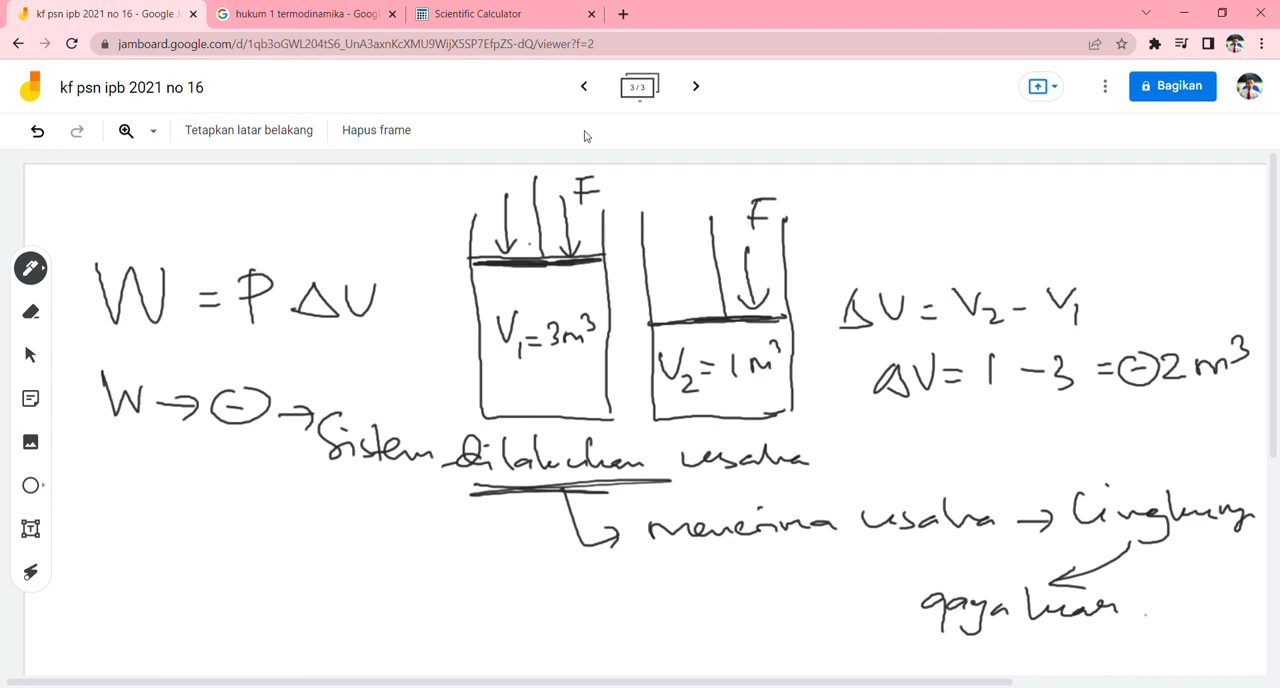 kf psn ipb 2021 no 16 - Google J
hukum 1 termodinamika - Goog
Scientific Calculator
jamboard.google.com/d/1qb3oGWL204tS6_UnA3axnKcXMU9WijX5SP7EfpZS-dQ/viewer?f=2
kf psn ipb 2021 no 16
3 / 3
Bagikan
Tetapkan latar belakang
Hapus frame
F
F
W = P ΔV
V₁ = 3m³
V₂ = 1 m³
ΔV = V₂ - V₁
ΔV = 1 - 3 = -2 m³
W → - → Sistem dilakukan usaha
menerima usaha → lingkung
gaya luar.